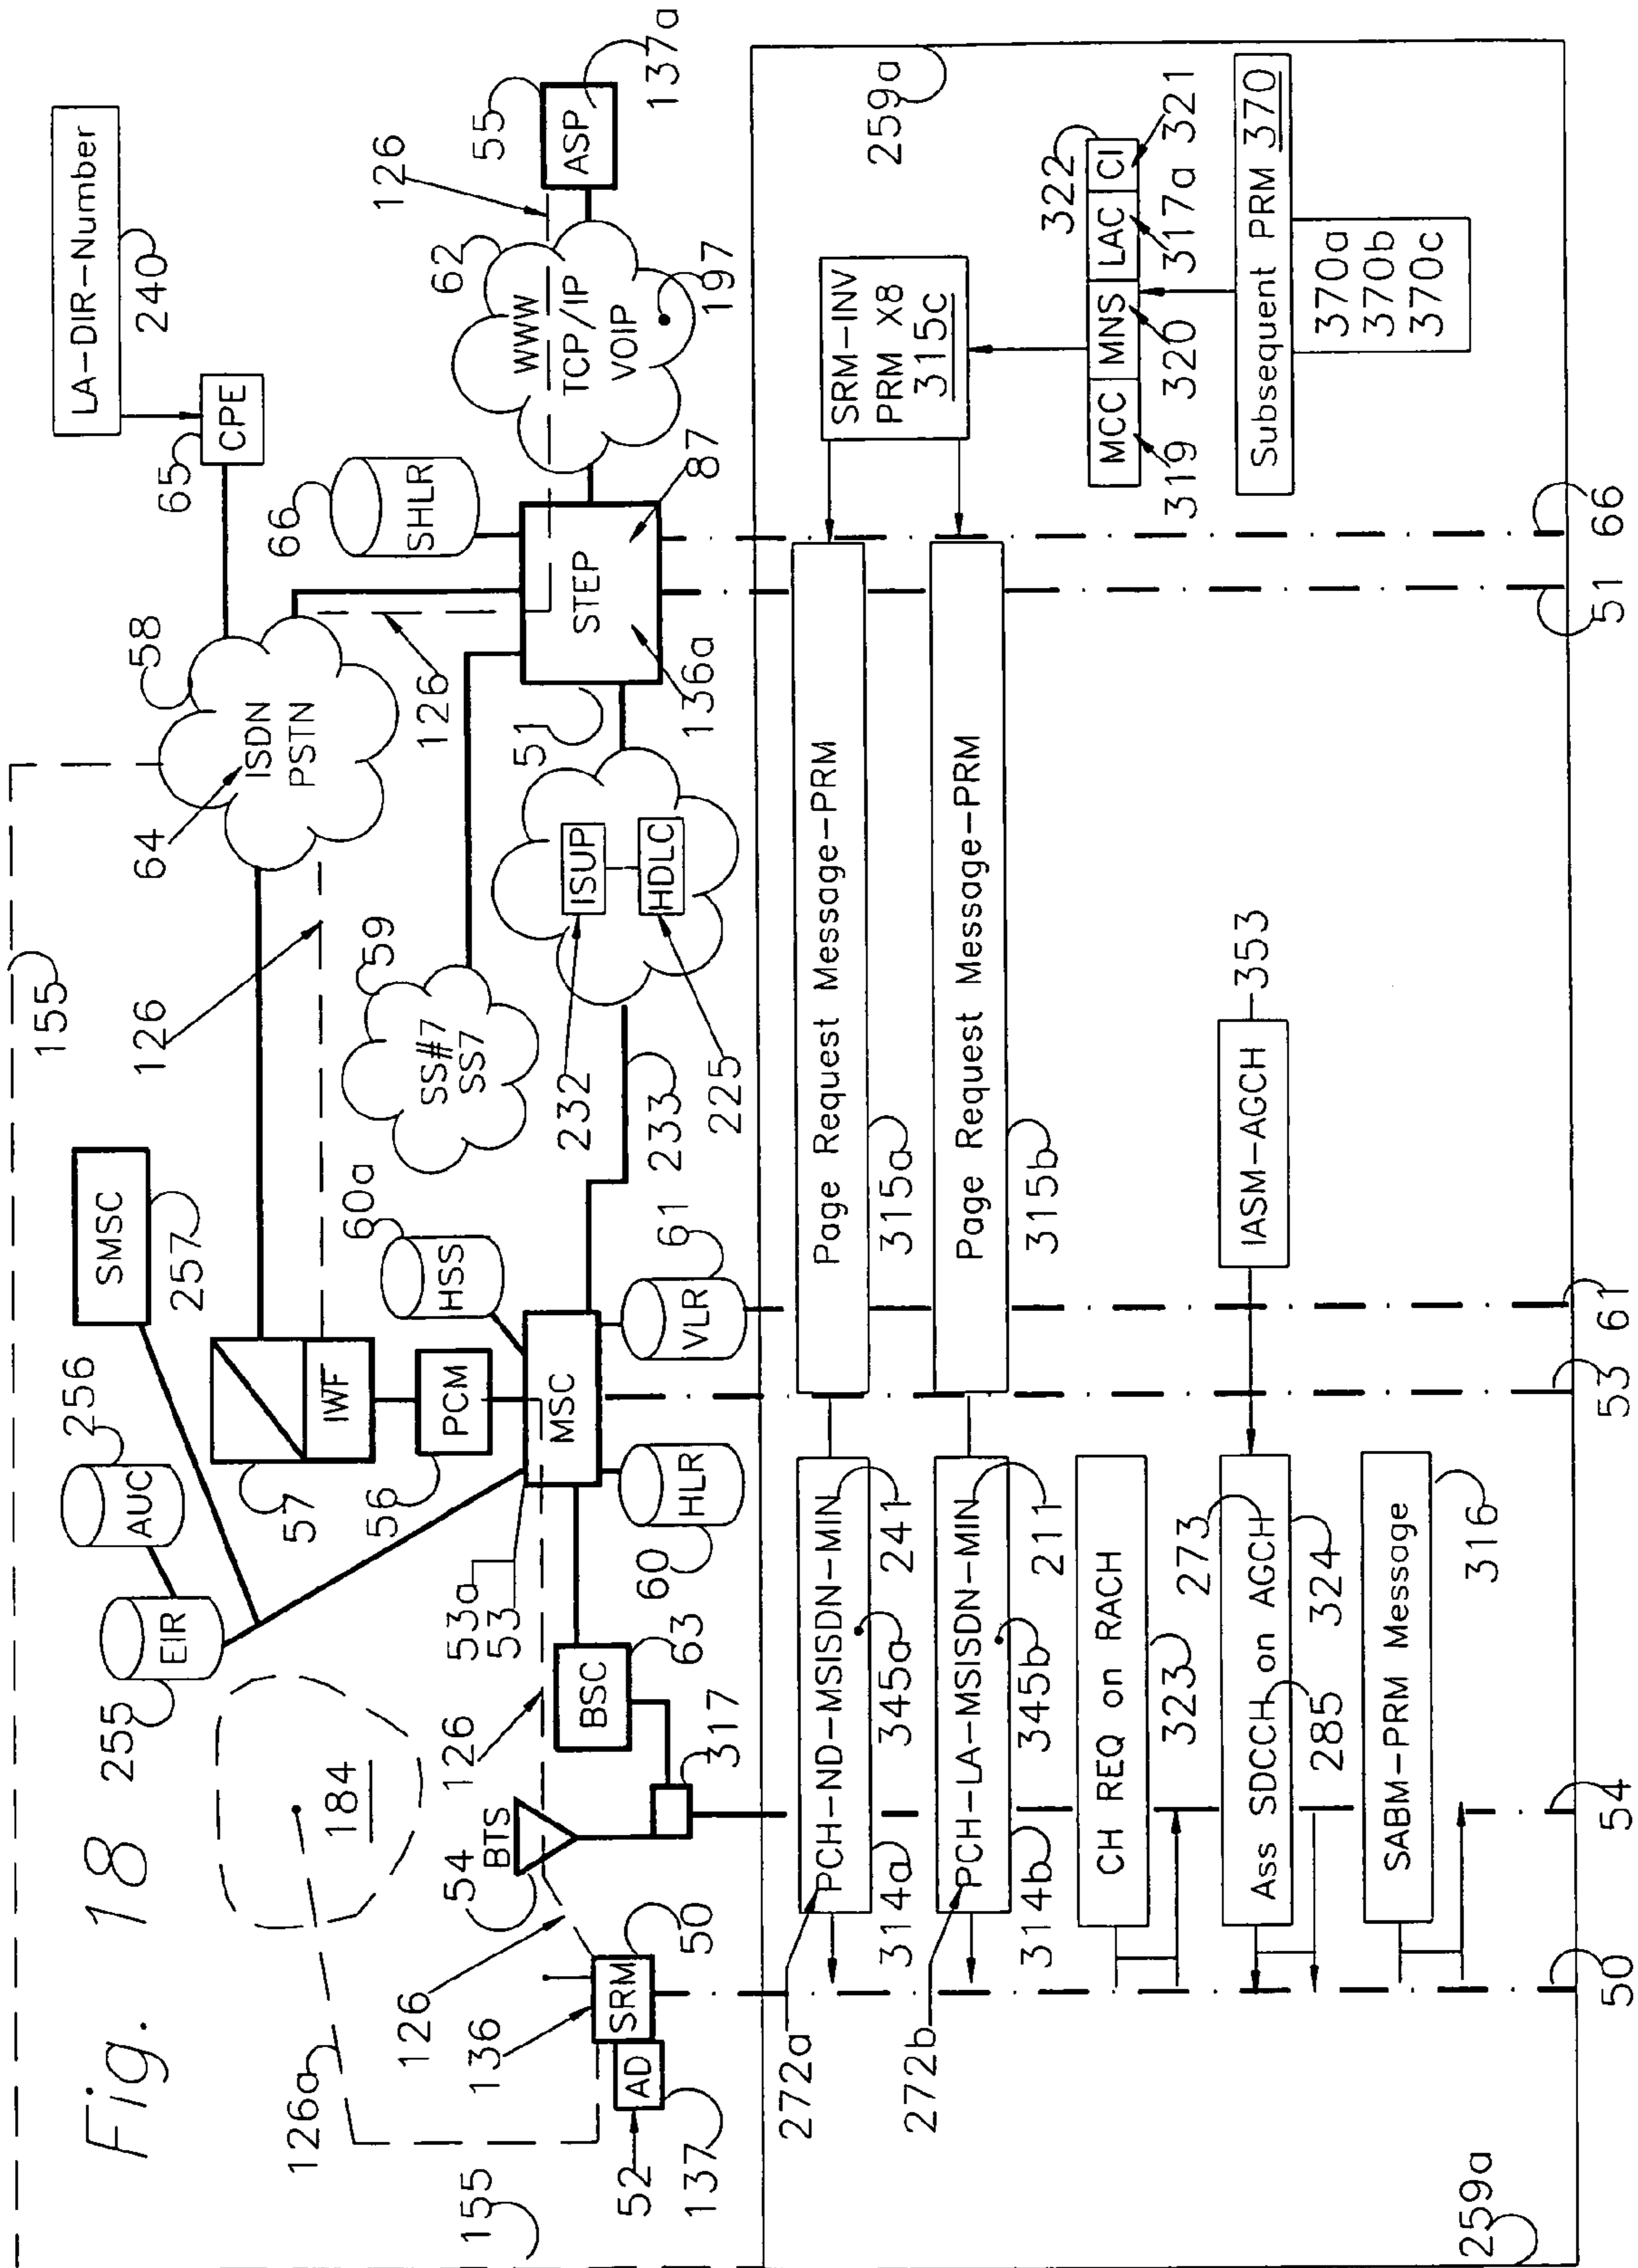 Fig. 18
155
LA-DIR-Number
240
65
CPE
58
64
ISDN
PSTN
126
126
SMSC
257
256
AUC
255
EIR
57
IWF
56
PCM
60a
HSS
59
SS#7
SS7
66
SHLR
62
WWW
TCP/IP
VOIP
197
126
55
ASP
137a
STEP
87
136a
51
ISUP
HDLC
232
225
233
53a
53
MSC
61
VLR
HLR
60
BSC
63
317
126
54
BTS
184
126a
126
136
SRM
50
AD
52
137
155
259a
272a
PCH-ND-MSISDN-MIN
314a
345a
241
Page Request Message-PRM
315a
SRM-INV
PRM X8
315c
272b
PCH-LA-MSISDN-MIN
314b
345b
211
Page Request Message-PRM
315b
322
MCC MNS LAC CI
319 320 317a 321
CH REQ on RACH
323
273
Ass SDCCH on AGCH
285
324
IASM-AGCH
353
Subsequent PRM 370
370a
370b
370c
SABM-PRM Message
316
259a
50
54
53
61
51
66